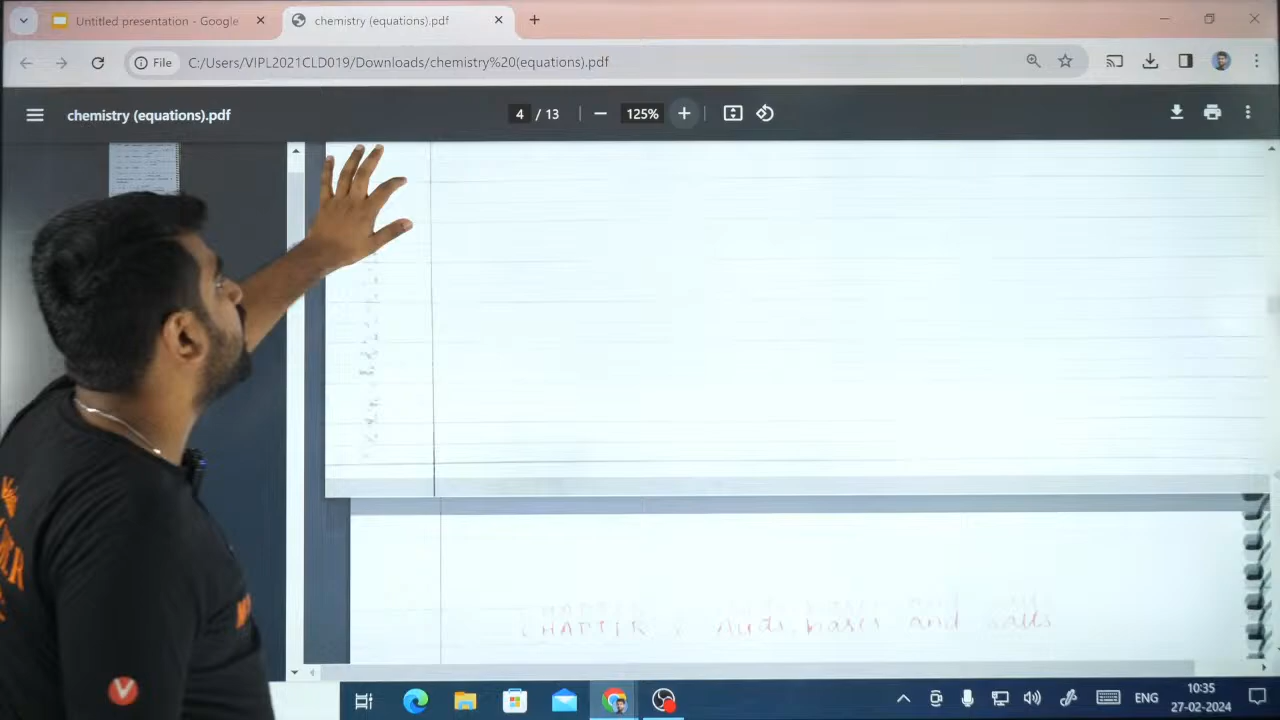 Untitled presentation - Google
chemistry (equations).pdf
File
C:/Users/VIPL2021CLD019/Downloads/chemistry%20(equations).pdf
chemistry (equations).pdf
4 / 13
125%
CHAPTER
Acids, bases and salts
ENG
10:35
27-02-2024
V